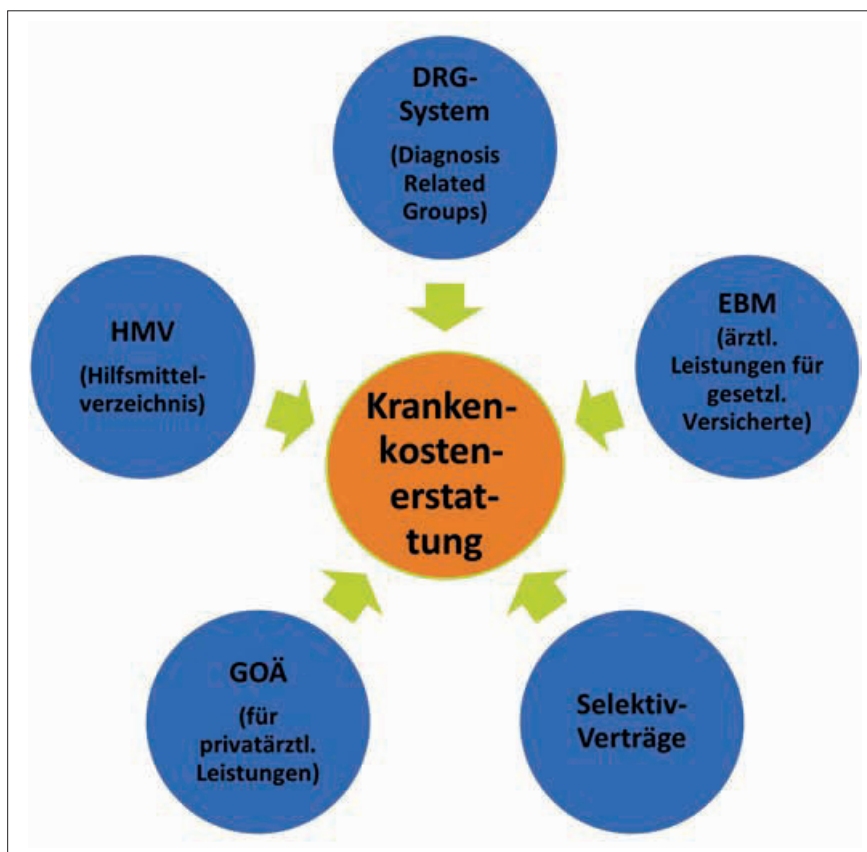 DRG-
System
(Diagnosis
Related
Groups)
HMV
(Hilfsmittel-
verzeichnis)
EBM
(ärztl.
Leistungen für
gesetzl.
Versicherte)
Kranken-
kosten-
erstat-
tung
GOÄ
(für
privatärztl.
Leistungen)
Selektiv-
Verträge